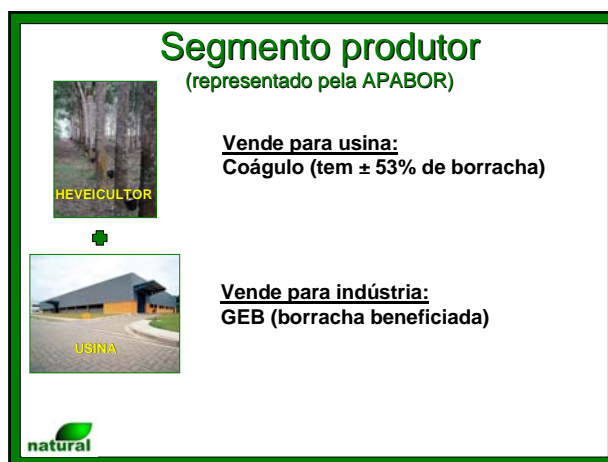 Segmento produtor
(representado pela APABOR)
HEVEICULTOR
Vende para usina:
Coágulo (tem ± 53% de borracha)
USINA
Vende para indústria:
GEB (borracha beneficiada)
natural